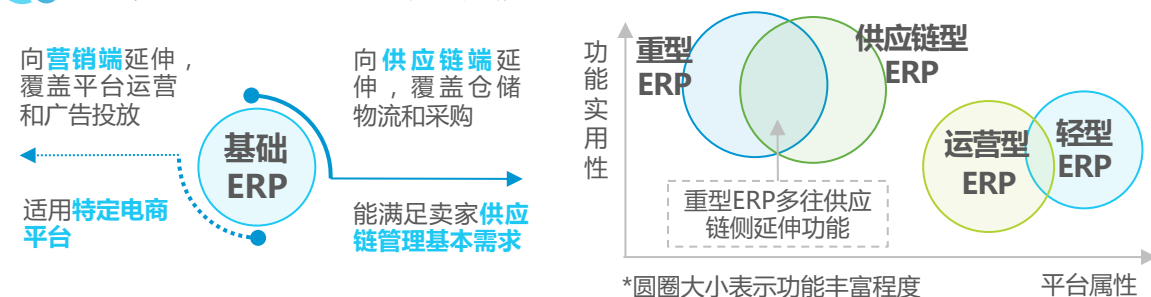 向营销端延伸，
覆盖平台运营
和广告投放
向供应链端延
伸，覆盖仓储
物流和采购
基础
ERP
适用特定电商
平台
能满足卖家供应
链管理基本需求
功能实用性
重型
ERP
供应链型
ERP
运营型
ERP
轻型
ERP
重型ERP多往供应
链侧延伸功能
*圆圈大小表示功能丰富程度
平台属性